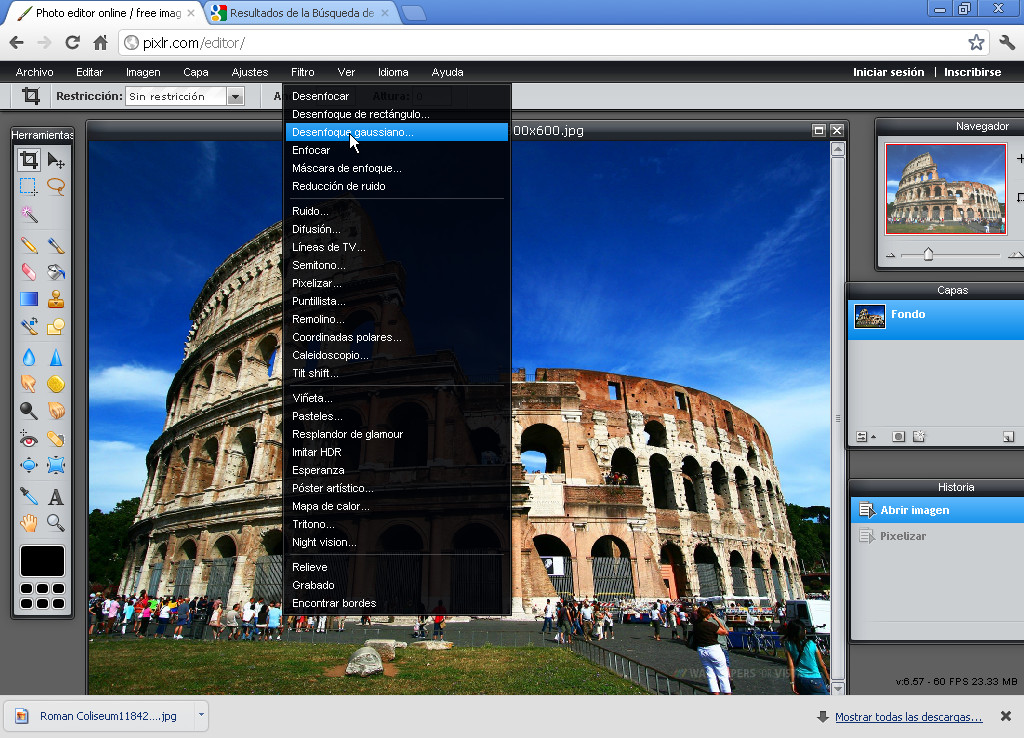 Photo editor online / free imag
Resultados de la Búsqueda de
pixlr.com/editor/
Archivo Editar Imagen Capa Ajustes Filtro Ver Idioma Ayuda Iniciar sesión | Inscribirse
Restricción: Sin restricción Altura: 0
Herramientas
00x600.jpg
Navegador
Desenfocar
Desenfoque de rectángulo...
Desenfoque gaussiano...
Enfocar
Máscara de enfoque...
Reducción de ruido
Ruido...
Difusión...
Líneas de TV...
Semitono...
Pixelizar...
Puntillista...
Remolino...
Coordinadas polares...
Caleidoscopio...
Tilt shift...
Viñeta...
Pasteles...
Resplandor de glamour
Imitar HDR
Esperanza
Póster artístico...
Mapa de calor...
Tritono...
Night vision...
Relieve
Grabado
Encontrar bordes
Capas
Fondo
Historia
Abrir imagen
Pixelizar
v:6.57 - 60 FPS 23.33 MB
Roman Coliseum11842....jpg
Mostrar todas las descargas...